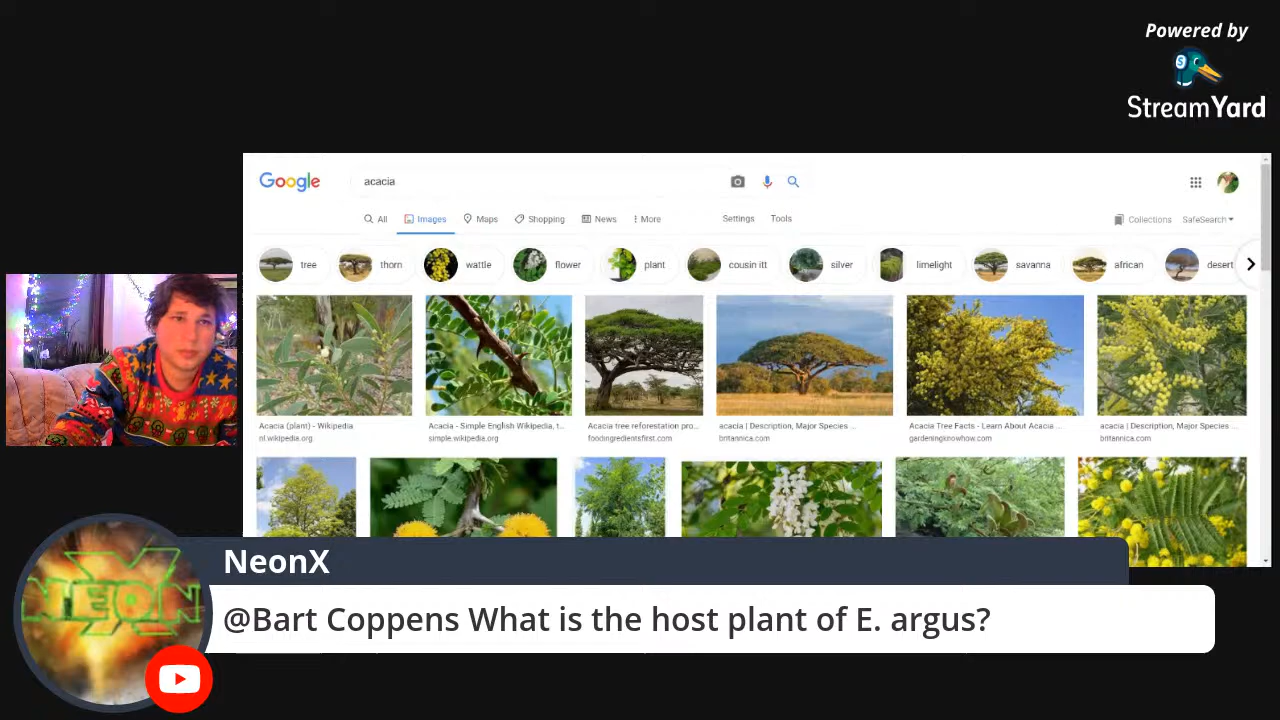 Powered by
StreamYard
Google
acacia
All
Images
Maps
Shopping
News
More
Settings
Tools
Collections
SafeSearch
tree
thorn
wattle
flower
plant
cousin itt
silver
limelight
savanna
african
desert
Acacia (plant) - Wikipedia
nl.wikipedia.org
Acacia - Simple English Wikipedia, t...
simple.wikipedia.org
Acacia tree reforestation pro...
foodingredientsfirst.com
acacia | Description, Major Species ...
britannica.com
Acacia Tree Facts - Learn About Acacia ...
gardeningknowhow.com
acacia | Description, Major Species ...
britannica.com
NEON
X
NeonX
@Bart Coppens What is the host plant of E. argus?